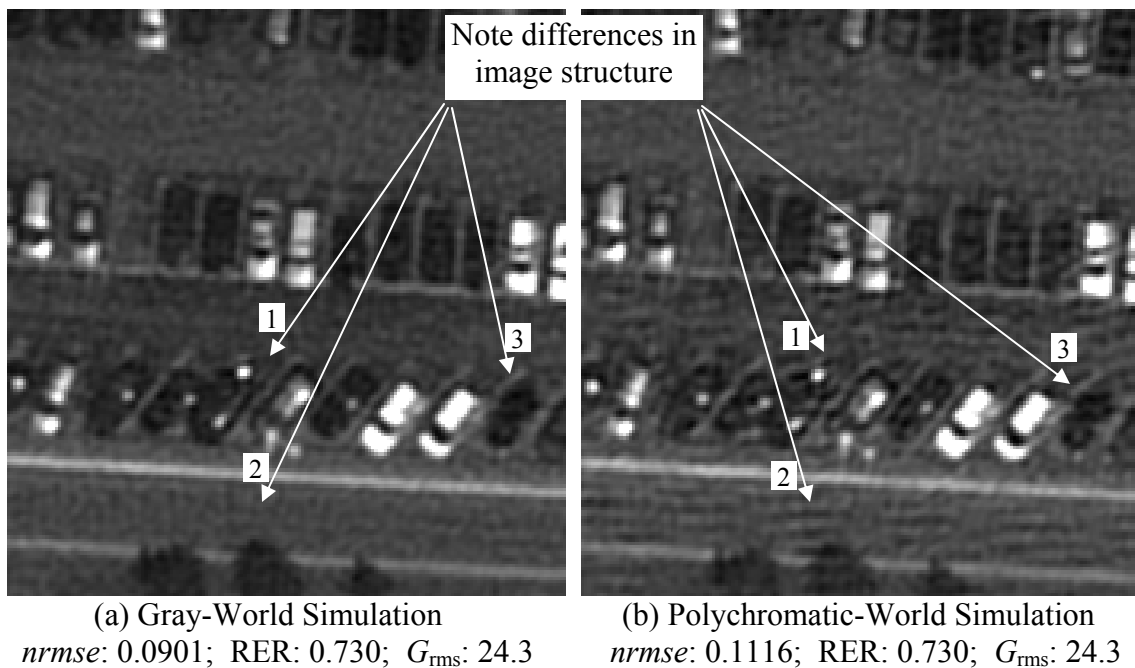 Note differences in
image structure
1
2
3
1
2
3
(a) Gray-World Simulation
nrmse: 0.0901; RER: 0.730; Grms: 24.3
(b) Polychromatic-World Simulation
nrmse: 0.1116; RER: 0.730; Grms: 24.3